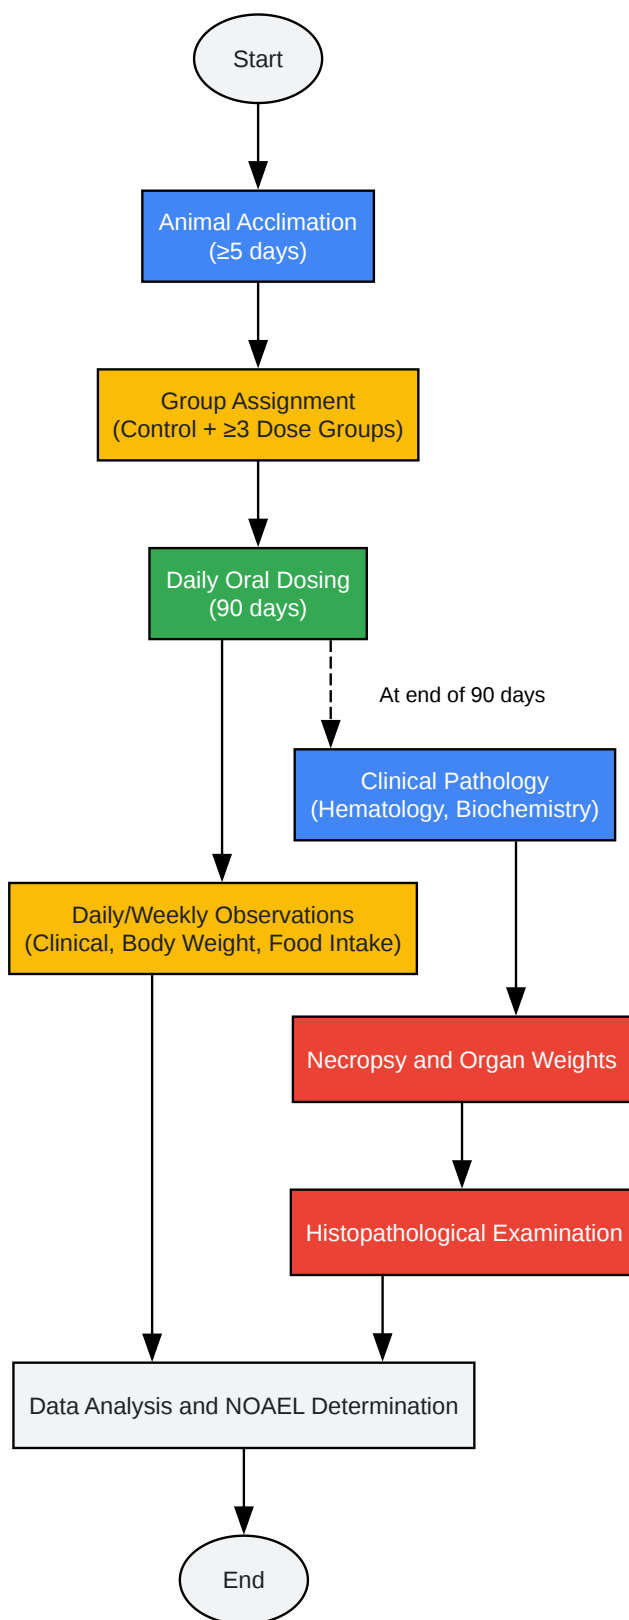 Start
Animal Acclimation
(≥5 days)
Group Assignment
(Control + ≥3 Dose Groups)
Daily Oral Dosing
(90 days)
At end of 90 days
Clinical Pathology
(Hematology, Biochemistry)
Daily/Weekly Observations
(Clinical, Body Weight, Food Intake)
Necropsy and Organ Weights
Histopathological Examination
Data Analysis and NOAEL Determination
End